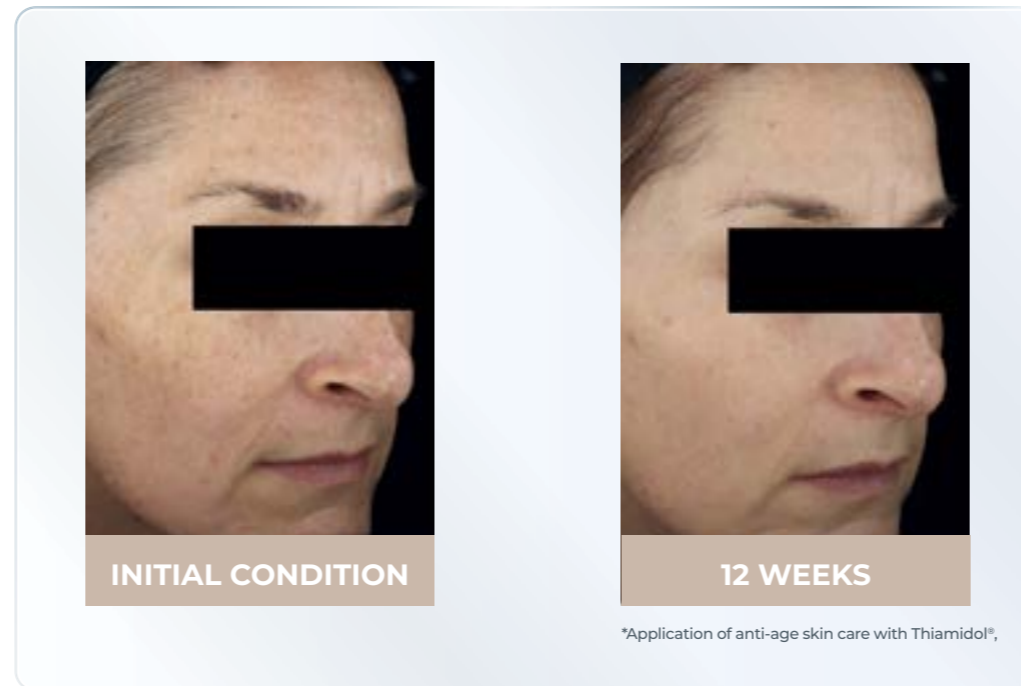 INITIAL CONDITION
12 WEEKS
*Application of anti-age skin care with Thiamidol®,